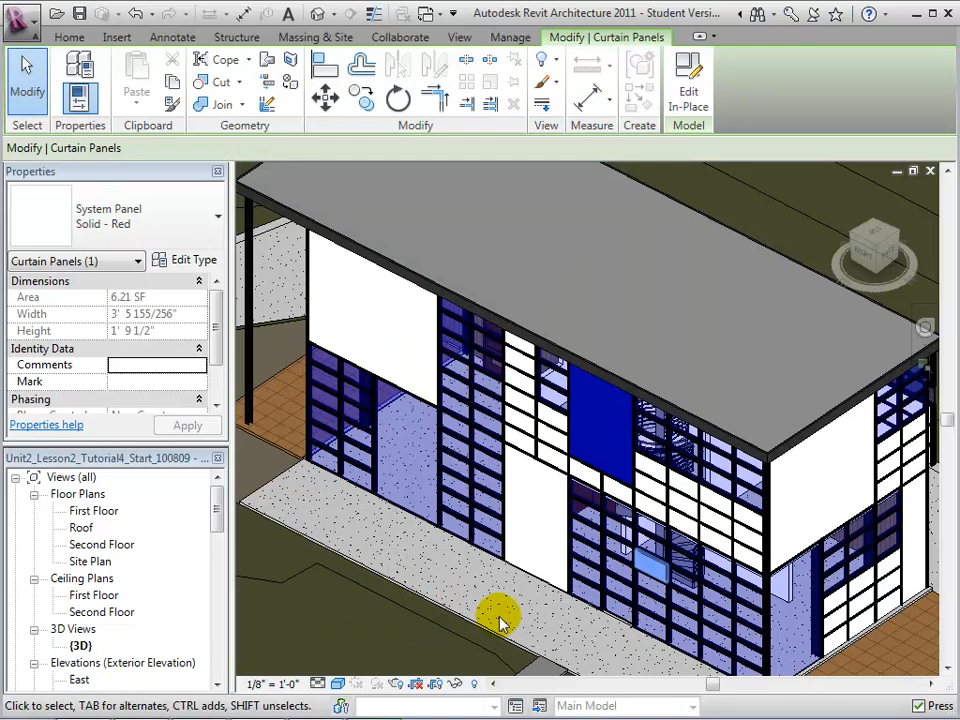 Autodesk Revit Architecture 2011 - Student Versi...
Home Insert Annotate Structure Massing & Site Collaborate View Manage Modify | Curtain Panels
Modify
Paste
Cope
Cut
Join
Edit
In-Place
Select Properties Clipboard Geometry Modify View Measure Create Model
Modify | Curtain Panels
Properties
System Panel
Solid - Red
Curtain Panels (1)
Edit Type
Dimensions
Area 6.21 SF
Width 3' 5 155/256"
Height 1' 9 1/2"
Identity Data
Comments
Mark
Phasing
Properties help
Apply
Unit2_Lesson2_Tutorial4_Start_100809 - ...
Views (all)
Floor Plans
First Floor
Roof
Second Floor
Site Plan
Ceiling Plans
First Floor
Second Floor
3D Views
{3D}
Elevations (Exterior Elevation)
East
1/8" = 1'-0"
Click to select, TAB for alternates, CTRL adds, SHIFT unselects.
Main Model
Press